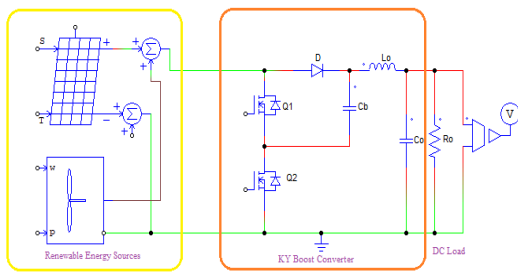 S
+
+
Σ
+
D
Lo
V
Q1
Cb
T
−
+
Σ
+
Co
Ro
w
Q2
p
Renewable Energy Sources
KY Boost Converter
DC Load